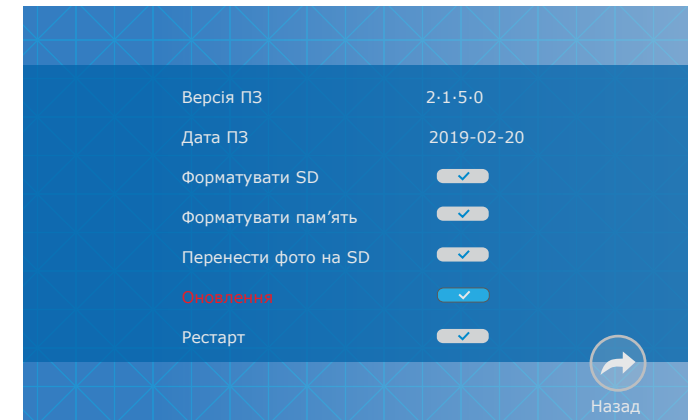 Версія ПЗ 2·1·5·0
Дата ПЗ 2019-02-20
Форматувати SD
Форматувати пам’ять
Перенести фото на SD
Оновлення
Рестарт
Назад